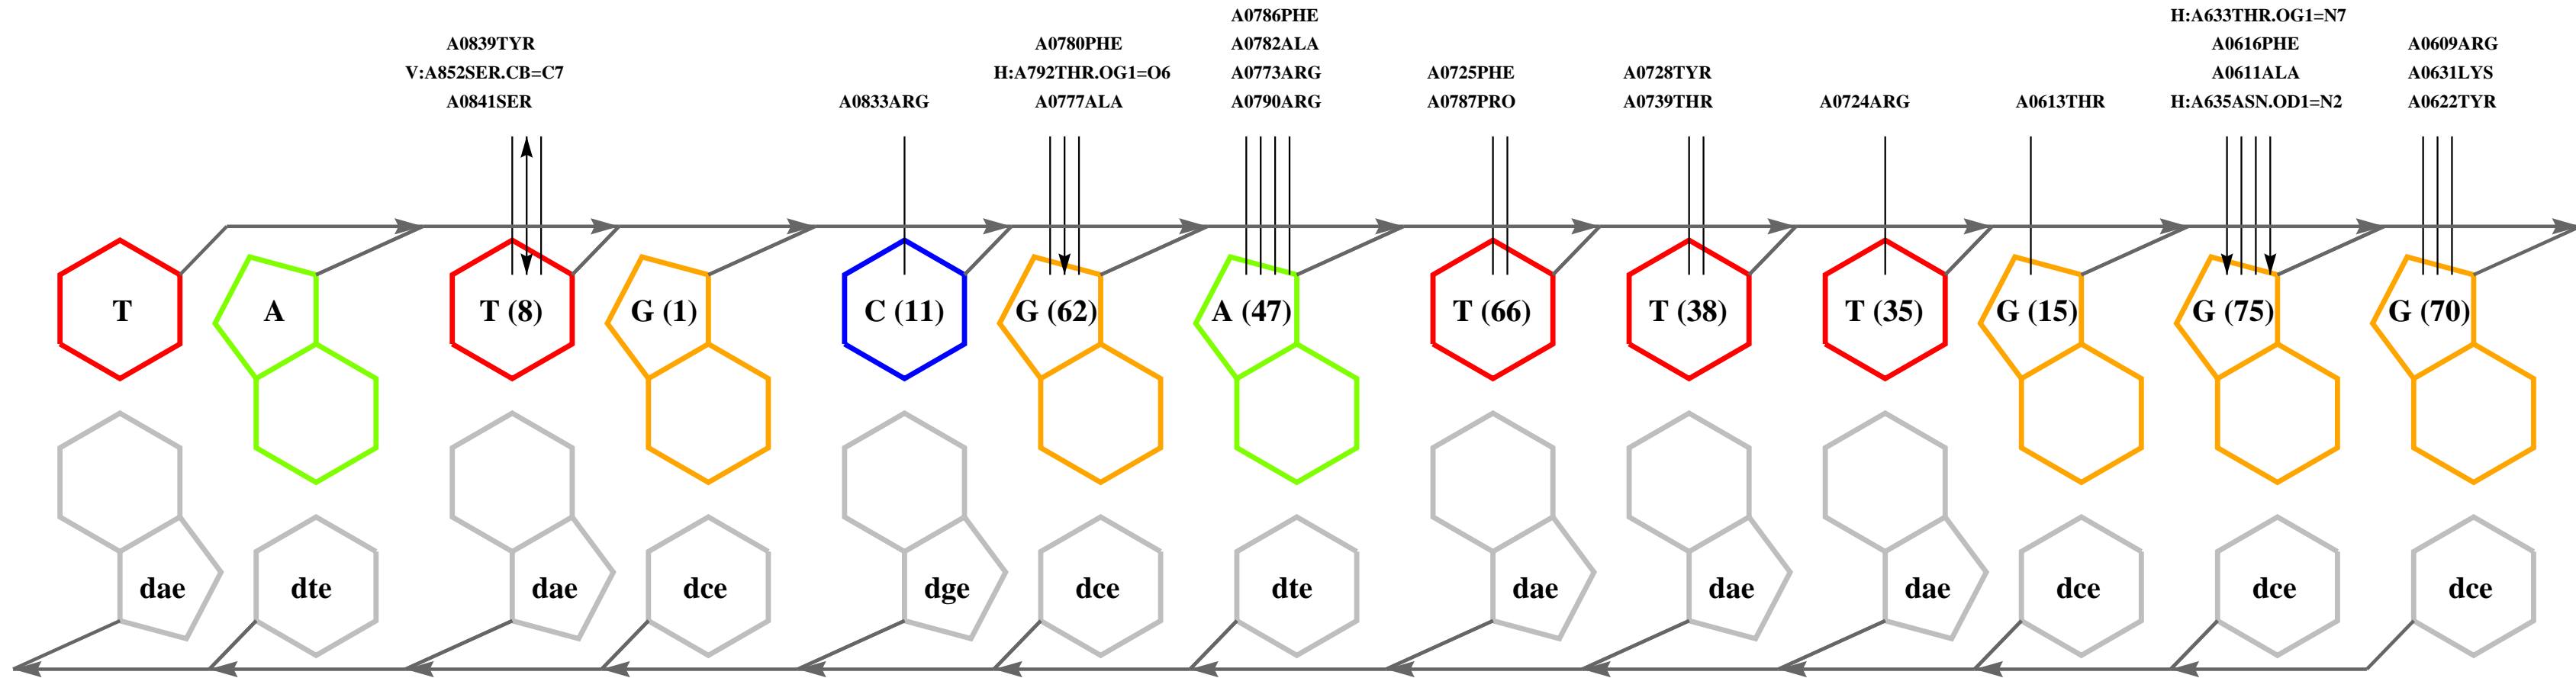 A0786PHE
H:A633THR.OG1=N7
A0839TYR
A0780PHE
A0782ALA
A0616PHE
A0609ARG
V:A852SER.CB=C7
H:A792THR.OG1=O6
A0773ARG
A0725PHE
A0728TYR
A0611ALA
A0631LYS
A0841SER
A0833ARG
A0777ALA
A0790ARG
A0787PRO
A0739THR
A0724ARG
A0613THR
H:A635ASN.OD1=N2
A0622TYR
T
A
T (8)
G (1)
C (11)
G (62)
A (47)
T (66)
T (38)
T (35)
G (15)
G (75)
G (70)
dae
dte
dae
dce
dge
dce
dte
dae
dae
dae
dce
dce
dce